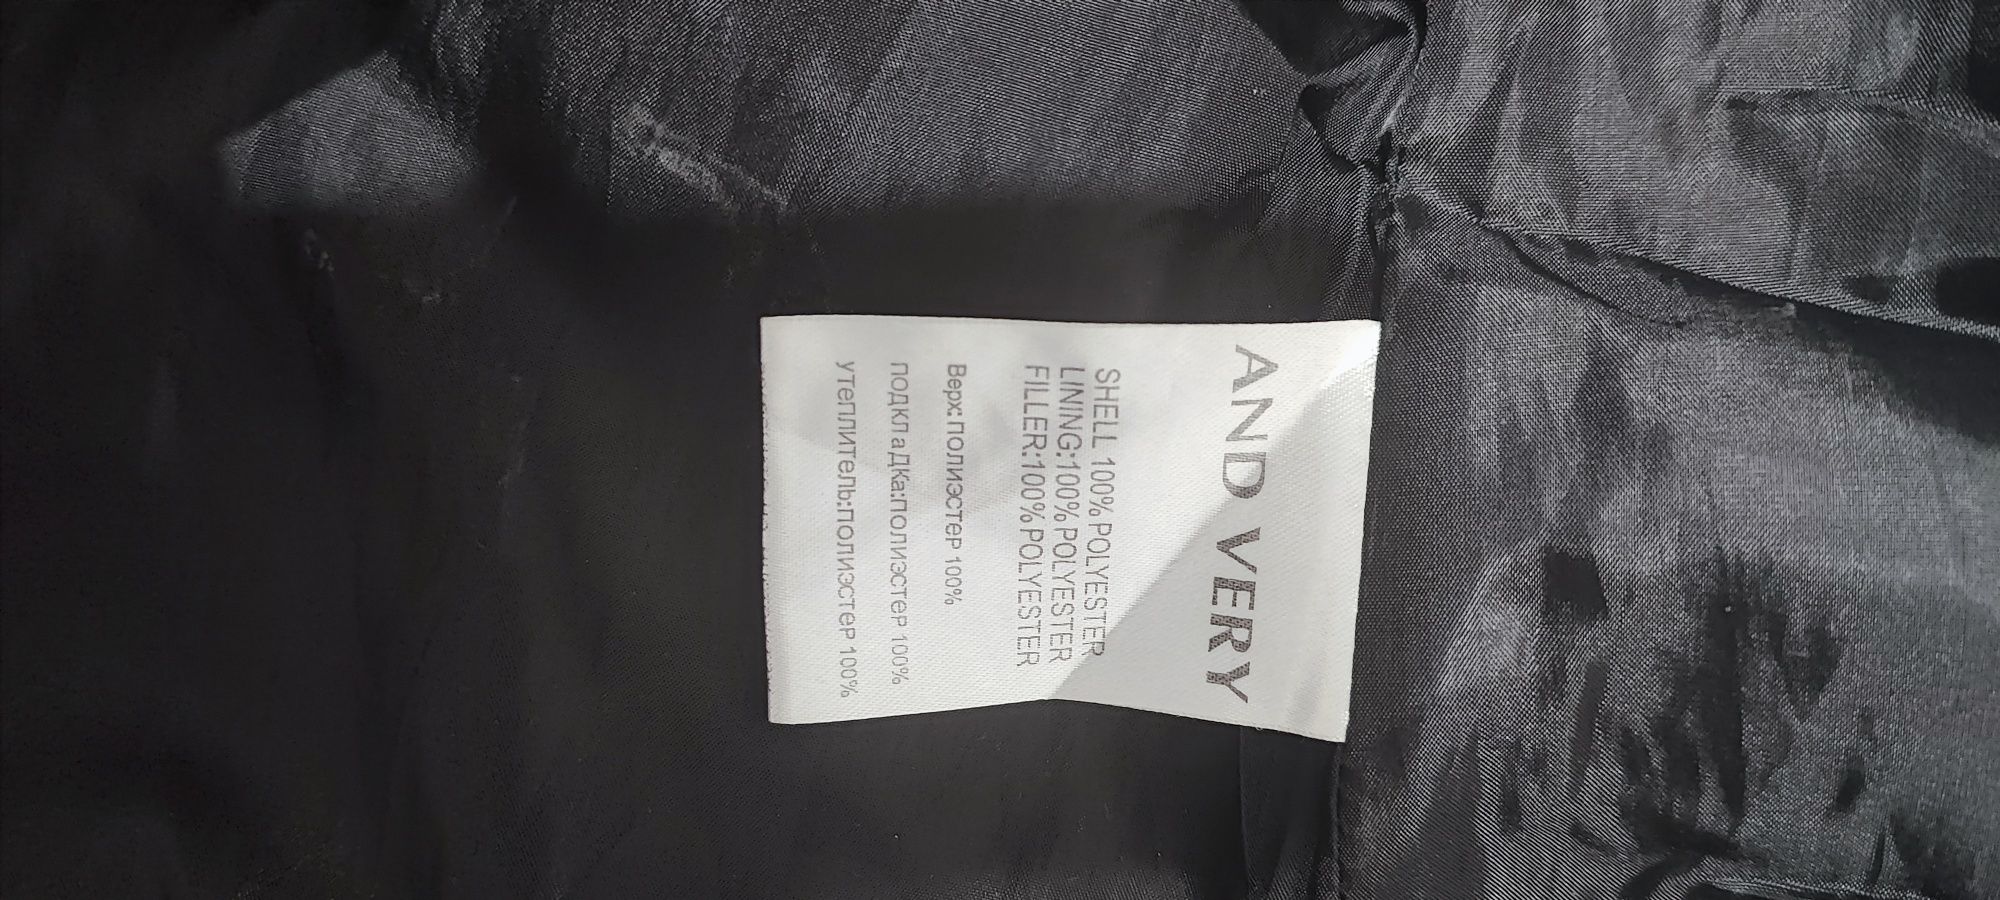 AND VERY
SHELL 100%POLYESTER
LINING:100%POLYESTER
FILLER:100%POLYESTER
Верх:ПОЛИЭСТЕР 100%
ПОДКЛаДКа:ПОЛИЭСТЕР 100%
УТЕПЛИТЕЛЬ:ПОЛИЭСТЕР 100%